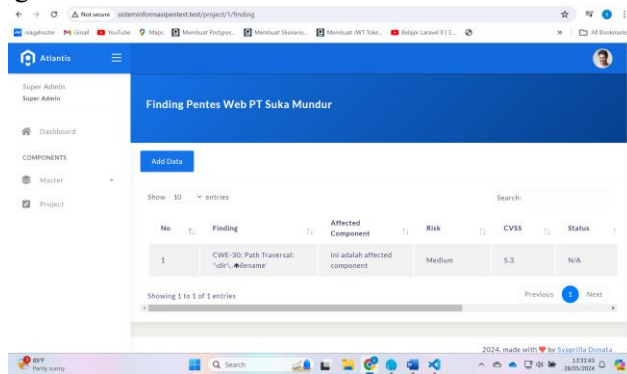 Not secure sisteminformasipentest.test/project/1/finding
niagahoster Gmail YouTube Maps Membuat Postgres... Membuat Skenario... Membuat JWT Toke... Belajar Laravel 8 | 3.... » All Bookmarks
Atlantis
Super Admin
Super Admin
Dashboard
COMPONENTS
Master
Project
Finding Pentes Web PT Suka Mundur
Add Data
Show 10 entries Search:
No Finding Affected Component Risk CVSS Status
1 CWE-30: Path Traversal: Ini adalah affected Medium 5.3 N/A
component
Showing 1 to 1 of 1 entries
Previous 1 Next
2024, made with ❤ by Syaprilla Donata
89°F
Partly sunny
Search
13:31:43
28/05/2024